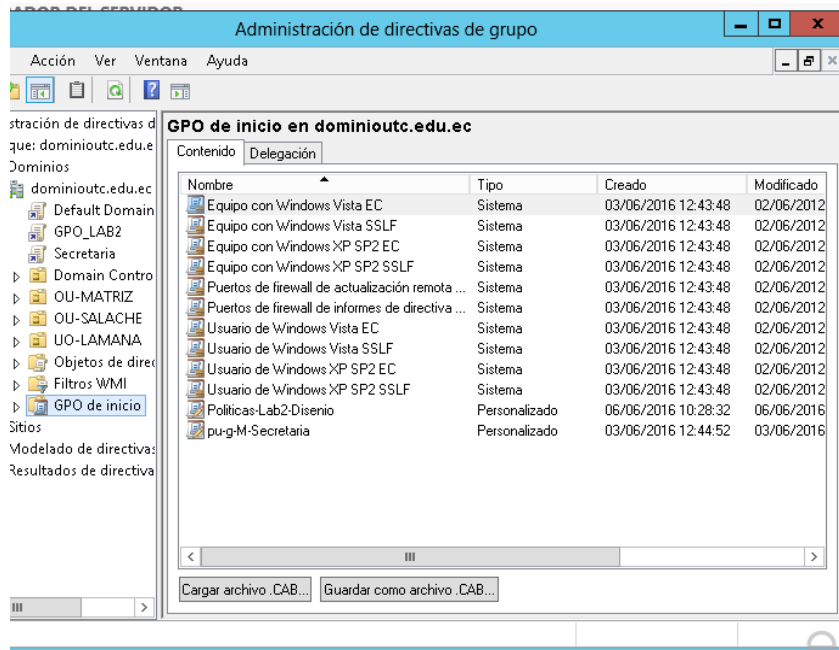 ADOR DEL SERVIDOR
Administración de directivas de grupo
Acción Ver Ventana Ayuda
stración de directivas d
que: dominioutc.edu.e
Dominios
dominioutc.edu.ec
Default Domain
GPO_LAB2
Secretaria
Domain Contro
OU-MATRIZ
OU-SALACHE
UO-LAMANA
Objetos de direc
Filtros WMI
GPO de inicio
Sitios
Modelado de directiva:
Resultados de directiva
GPO de inicio en dominioutc.edu.ec
Contenido Delegación
Nombre Tipo Creado Modificado
Equipo con Windows Vista EC Sistema 03/06/2016 12:43:48 02/06/2012
Equipo con Windows Vista SSLF Sistema 03/06/2016 12:43:48 02/06/2012
Equipo con Windows XP SP2 EC Sistema 03/06/2016 12:43:48 02/06/2012
Equipo con Windows XP SP2 SSLF Sistema 03/06/2016 12:43:48 02/06/2012
Puertos de firewall de actualización remota ... Sistema 03/06/2016 12:43:48 02/06/2012
Puertos de firewall de informes de directiva ... Sistema 03/06/2016 12:43:48 02/06/2012
Usuario de Windows Vista EC Sistema 03/06/2016 12:43:48 02/06/2012
Usuario de Windows Vista SSLF Sistema 03/06/2016 12:43:48 02/06/2012
Usuario de Windows XP SP2 EC Sistema 03/06/2016 12:43:48 02/06/2012
Usuario de Windows XP SP2 SSLF Sistema 03/06/2016 12:43:48 02/06/2012
Politicas-Lab2-Disenio Personalizado 06/06/2016 10:28:32 06/06/2016
pu-g-M-Secretaria Personalizado 03/06/2016 12:44:52 03/06/2016
Cargar archivo .CAB... Guardar como archivo .CAB...